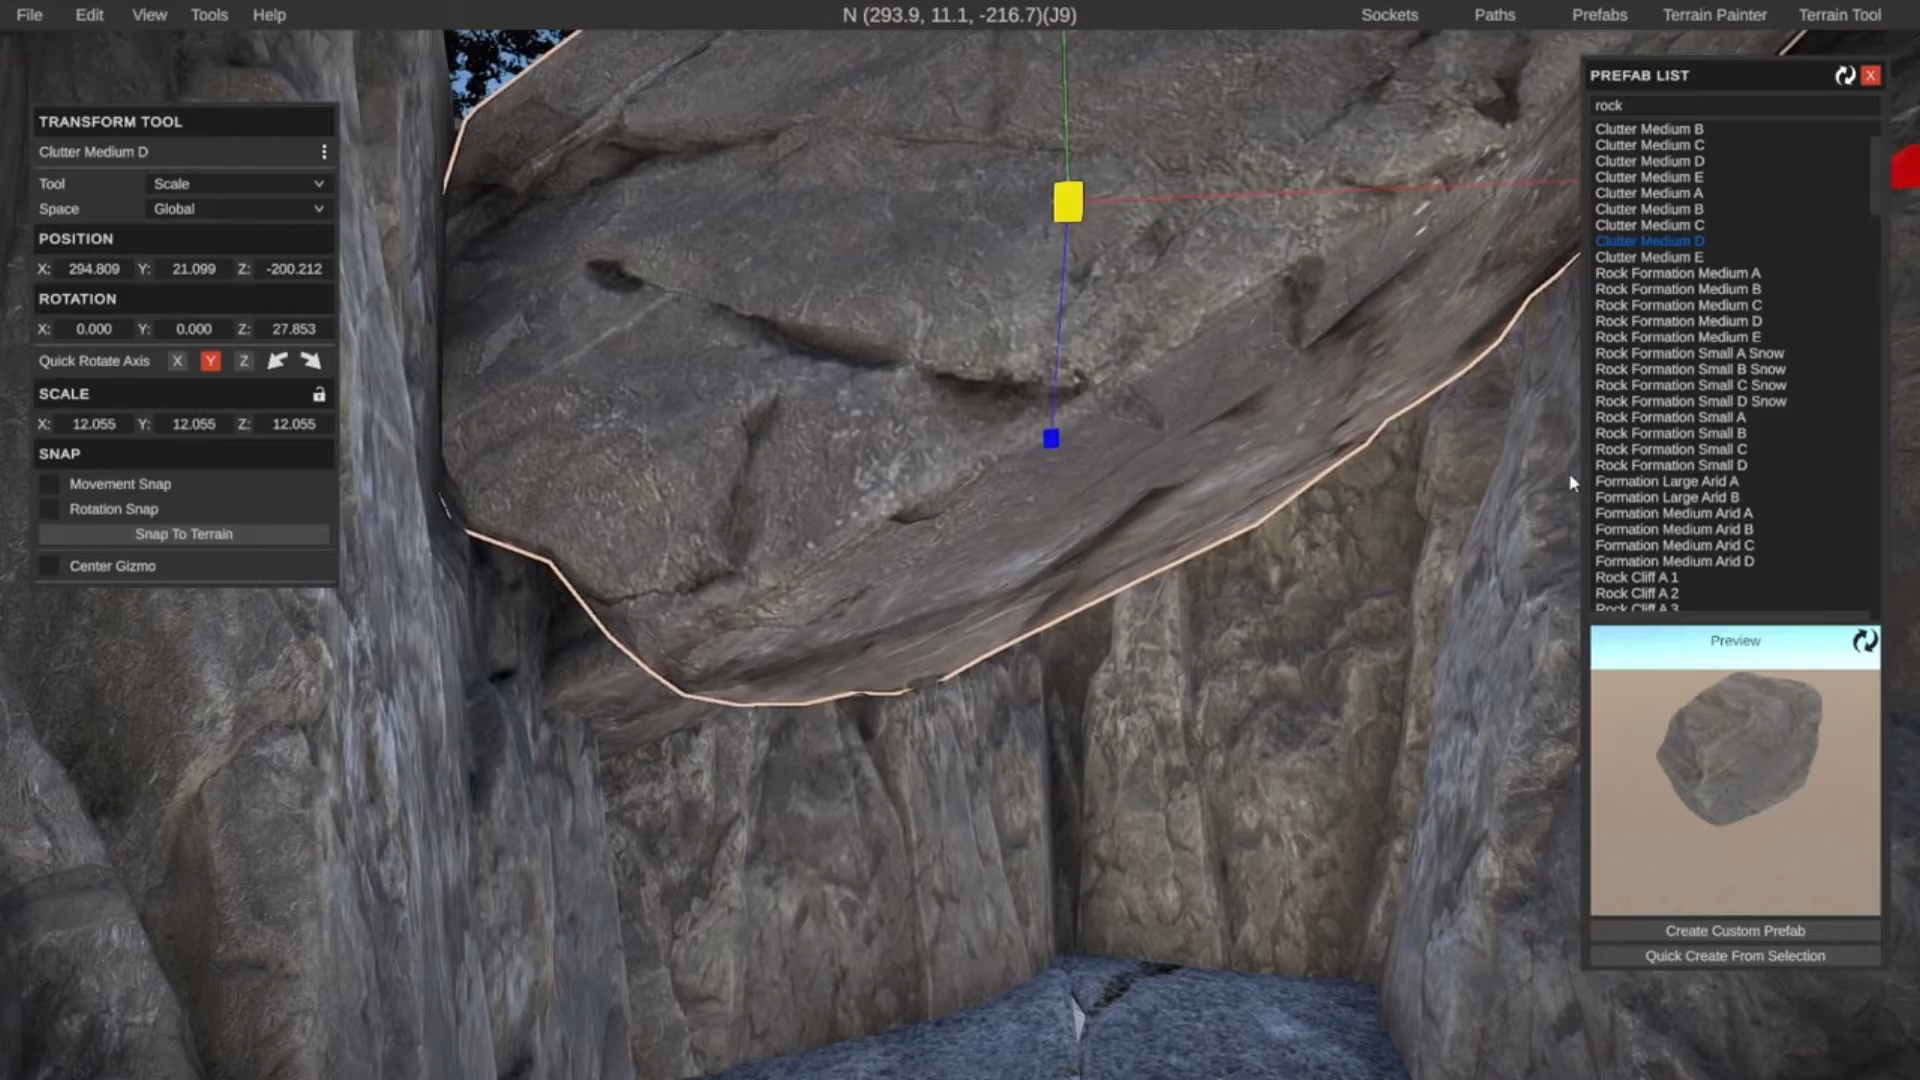 File Edit View Tools Help N (293.9, 11.1, -216.7)(J9) Sockets Paths Prefabs Terrain Painter Terrain Tool
TRANSFORM TOOL
Clutter Medium D
Tool Scale
Space Global
POSITION
X: 294.809 Y: 21.099 Z: -200.212
ROTATION
X: 0.000 Y: 0.000 Z: 27.853
Quick Rotate Axis X Y Z
SCALE
X: 12.055 Y: 12.055 Z: 12.055
SNAP
Movement Snap
Rotation Snap
Snap To Terrain
Center Gizmo
PREFAB LIST X
rock
Clutter Medium B
Clutter Medium C
Clutter Medium D
Clutter Medium E
Clutter Medium A
Clutter Medium B
Clutter Medium C
Clutter Medium D
Clutter Medium E
Rock Formation Medium A
Rock Formation Medium B
Rock Formation Medium C
Rock Formation Medium D
Rock Formation Medium E
Rock Formation Small A Snow
Rock Formation Small B Snow
Rock Formation Small C Snow
Rock Formation Small D Snow
Rock Formation Small A
Rock Formation Small B
Rock Formation Small C
Rock Formation Small D
Formation Large Arid A
Formation Large Arid B
Formation Medium Arid A
Formation Medium Arid B
Formation Medium Arid C
Formation Medium Arid D
Rock Cliff A 1
Rock Cliff A 2
Rock Cliff A 3
Preview
Create Custom Prefab
Quick Create From Selection